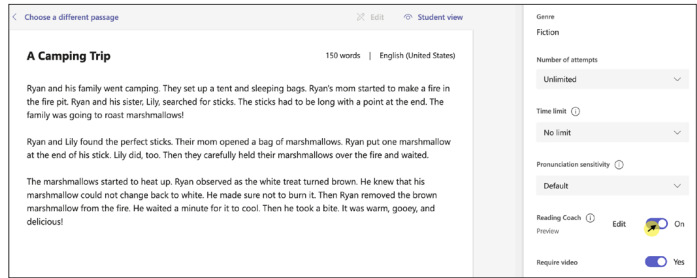 Choose a different passage
Edit
Student view
A Camping Trip
150 words | English (United States)
Ryan and his family went camping. They set up a tent and sleeping bags. Ryan's mom started to make a fire in
the fire pit. Ryan and his sister, Lily, searched for sticks. The sticks had to be long with a point at the end. The
family was going to roast marshmallows!
Ryan and Lily found the perfect sticks. Their mom opened a bag of marshmallows. Ryan put one marshmallow
at the end of his stick. Lily did, too. Then they carefully held their marshmallows over the fire and waited.
The marshmallows started to heat up. Ryan observed as the white treat turned brown. He knew that his
marshmallow could not change back to white. He made sure not to burn it. Then Ryan removed the brown
marshmallow from the fire. He waited a minute for it to cool. Then he took a bite. It was warm, gooey, and
delicious!
Genre
Fiction
Number of attempts
Unlimited
Time limit
No limit
Pronunciation sensitivity
Default
Reading Coach
Preview
Edit
On
Require video
Yes